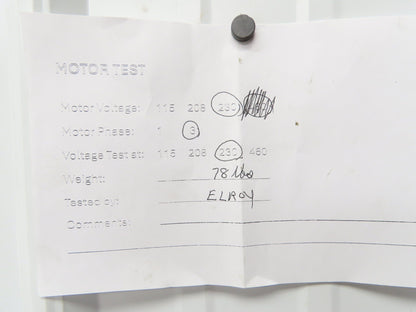 MOTOR TEST
Motor Voltage: 115 208 230
Motor Phase: 1 3
Voltage Test at: 115 208 230 460
Weight: 78 lbs
Tested by: ELROY
Comments: